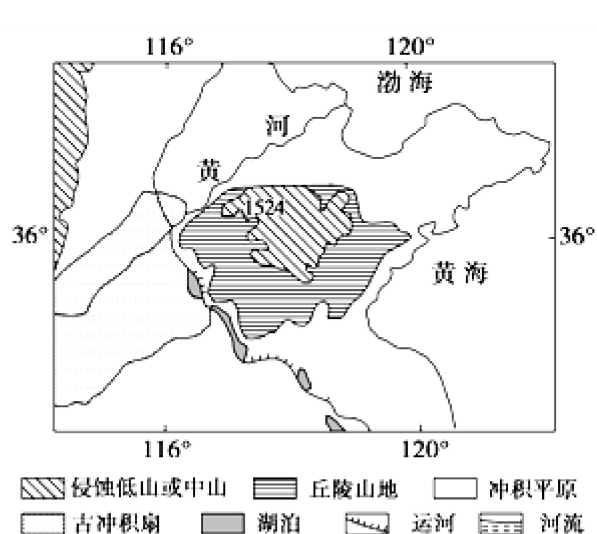 116° 120°
渤海
河
黄
1524
36° 36°
黄海
116° 120°
侵蚀低山或中山 丘陵山地 冲积平原
古冲积扇 湖泊 运河 河流